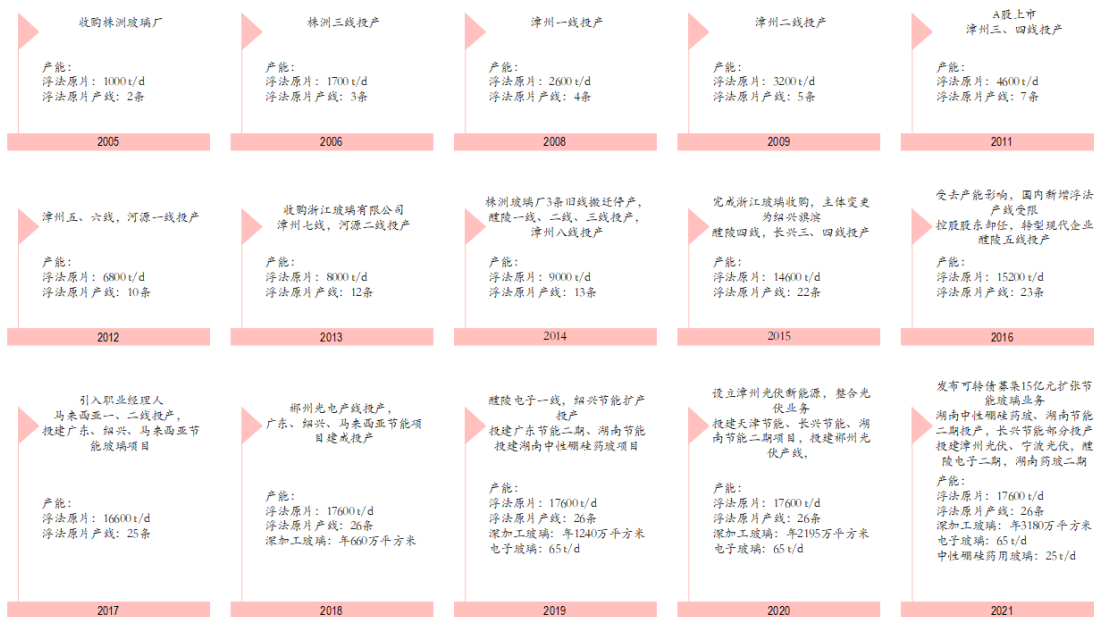 收购株洲玻璃厂
产能：
浮法原片：1000 t/d
浮法原片产线：2条
2005
株洲三线投产
产能：
浮法原片：1700 t/d
浮法原片产线：3条
2006
漳州一线投产
产能：
浮法原片：2600 t/d
浮法原片产线：4条
2008
漳州二线投产
产能：
浮法原片：3200 t/d
浮法原片产线：5条
2009
A股上市
漳州三、四线投产
产能：
浮法原片：4600 t/d
浮法原片产线：7条
2011
漳州五、六线，河源一线投产
产能：
浮法原片：6800 t/d
浮法原片产线：10条
2012
收购浙江玻璃有限公司
漳州七线，河源二线投产
产能：
浮法原片：8000 t/d
浮法原片产线：12条
2013
株洲玻璃厂3条旧线搬迁停产，
醴陵一线、二线、三线投产，
漳州八线投产
产能：
浮法原片：9000 t/d
浮法原片产线：13条
2014
完成浙江玻璃收购，主体变更
为绍兴旗滨
醴陵四线，长兴三、四线投产
产能：
浮法原片：14600 t/d
浮法原片产线：22条
2015
受去产能影响，国内新增浮法
产线受限
控股股东卸任，转型现代企业
醴陵五线投产
产能：
浮法原片：15200 t/d
浮法原片产线：23条
2016
引入职业经理人
马来西亚一、二线投产，
投建广东、绍兴、马来西亚节
能玻璃项目
产能：
浮法原片：16600 t/d
浮法原片产线：25条
2017
郴州光电产线投产，
广东、绍兴、马来西亚节能项
目建成投产
产能：
浮法原片：17600 t/d
浮法原片产线：26条
深加工玻璃：年660万平方米
2018
醴陵电子一线，绍兴节能扩产
投产
投建广东节能二期、湖南节能
投建湖南中性硼硅药玻项目
产能：
浮法原片：17600 t/d
浮法原片产线：26条
深加工玻璃：年1240万平方米
电子玻璃：65 t/d
2019
设立漳州光伏新能源，整合光
伏业务
投建天津节能、长兴节能、湖
南节能二期项目，投建郴州光
伏产线，
产能：
浮法原片：17600 t/d
浮法原片产线：26条
深加工玻璃：年2195万平方米
电子玻璃：65 t/d
2020
发布可转债募集15亿元扩张节
能玻璃业务
湖南中性硼硅药玻、湖南节能
二期投产，长兴节能部分投产
投建漳州光伏、宁波光伏，醴
陵电子二期，湖南药玻二期
产能：
浮法原片：17600 t/d
浮法原片产线：26条
深加工玻璃：年3180万平方米
电子玻璃：65 t/d
中性硼硅药用玻璃：25 t/d
2021